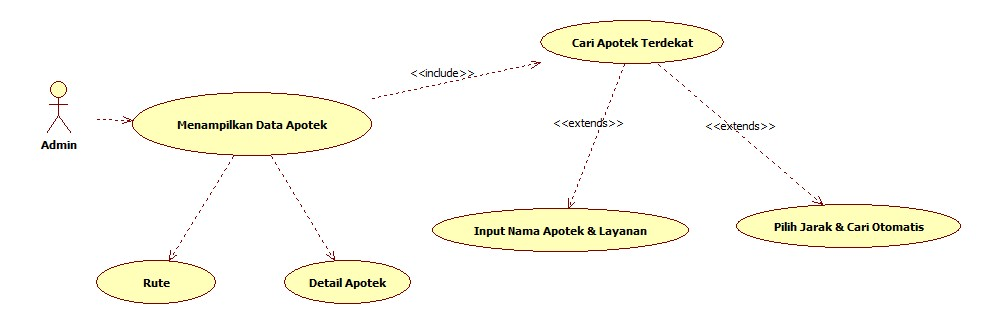 Cari Apotek Terdekat
<<include>>
Admin
Menampilkan Data Apotek
<<extends>>
<<extends>>
Input Nama Apotek & Layanan
Pilih Jarak & Cari Otomatis
Rute
Detail Apotek